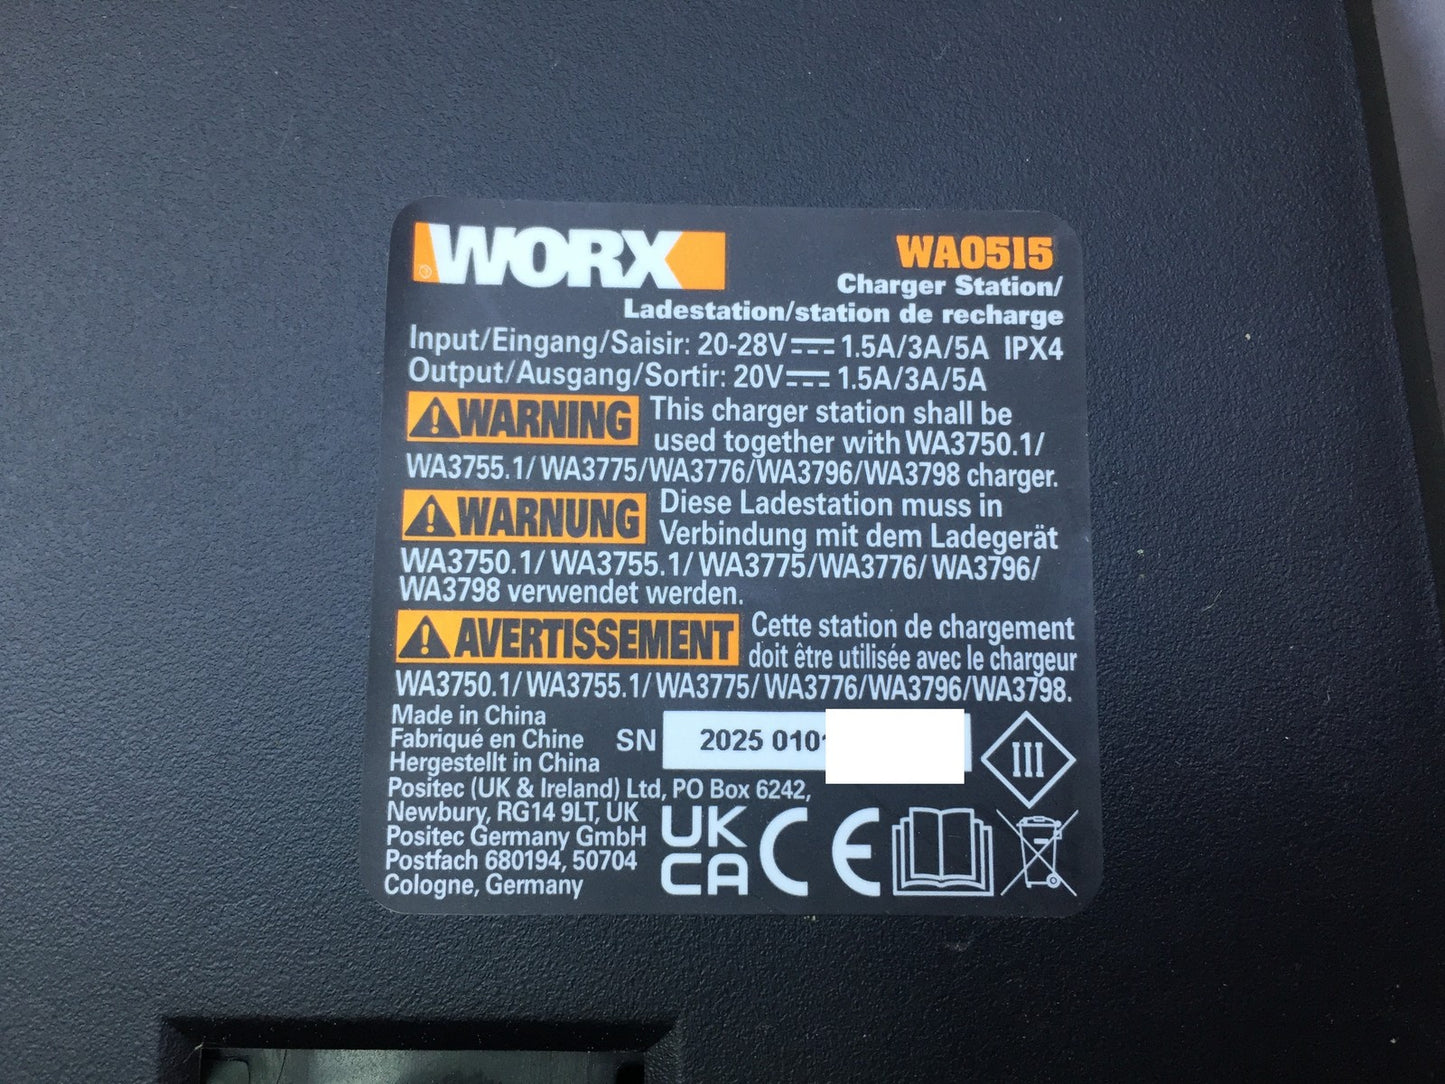 WORX
WA0515
Charger Station/
Ladestation/station de recharge
Input/Eingang/Saisir: 20-28V 1.5A/3A/5A IPX4
Output/Ausgang/Sortir: 20V 1.5A/3A/5A
WARNING This charger station shall be
used together with WA3750.1/
WA3755.1/ WA3775/WA3776/WA3796/WA3798 charger.
WARNUNG Diese Ladestation muss in
Verbindung mit dem Ladegerät
WA3750.1/ WA3755.1/ WA3775/WA3776/ WA3796/
WA3798 verwendet werden.
AVERTISSEMENT Cette station de chargement
doit être utilisée avec le chargeur
WA3750.1/ WA3755.1/ WA3775/ WA3776/WA3796/WA3798.
Made in China
Fabriqué en Chine
Hergestellt in China
SN 2025 0101
III
Positec (UK & Ireland) Ltd, PO Box 6242,
Newbury, RG14 9LT, UK
Positec Germany GmbH
Postfach 680194, 50704
Cologne, Germany
UK
CA
CE